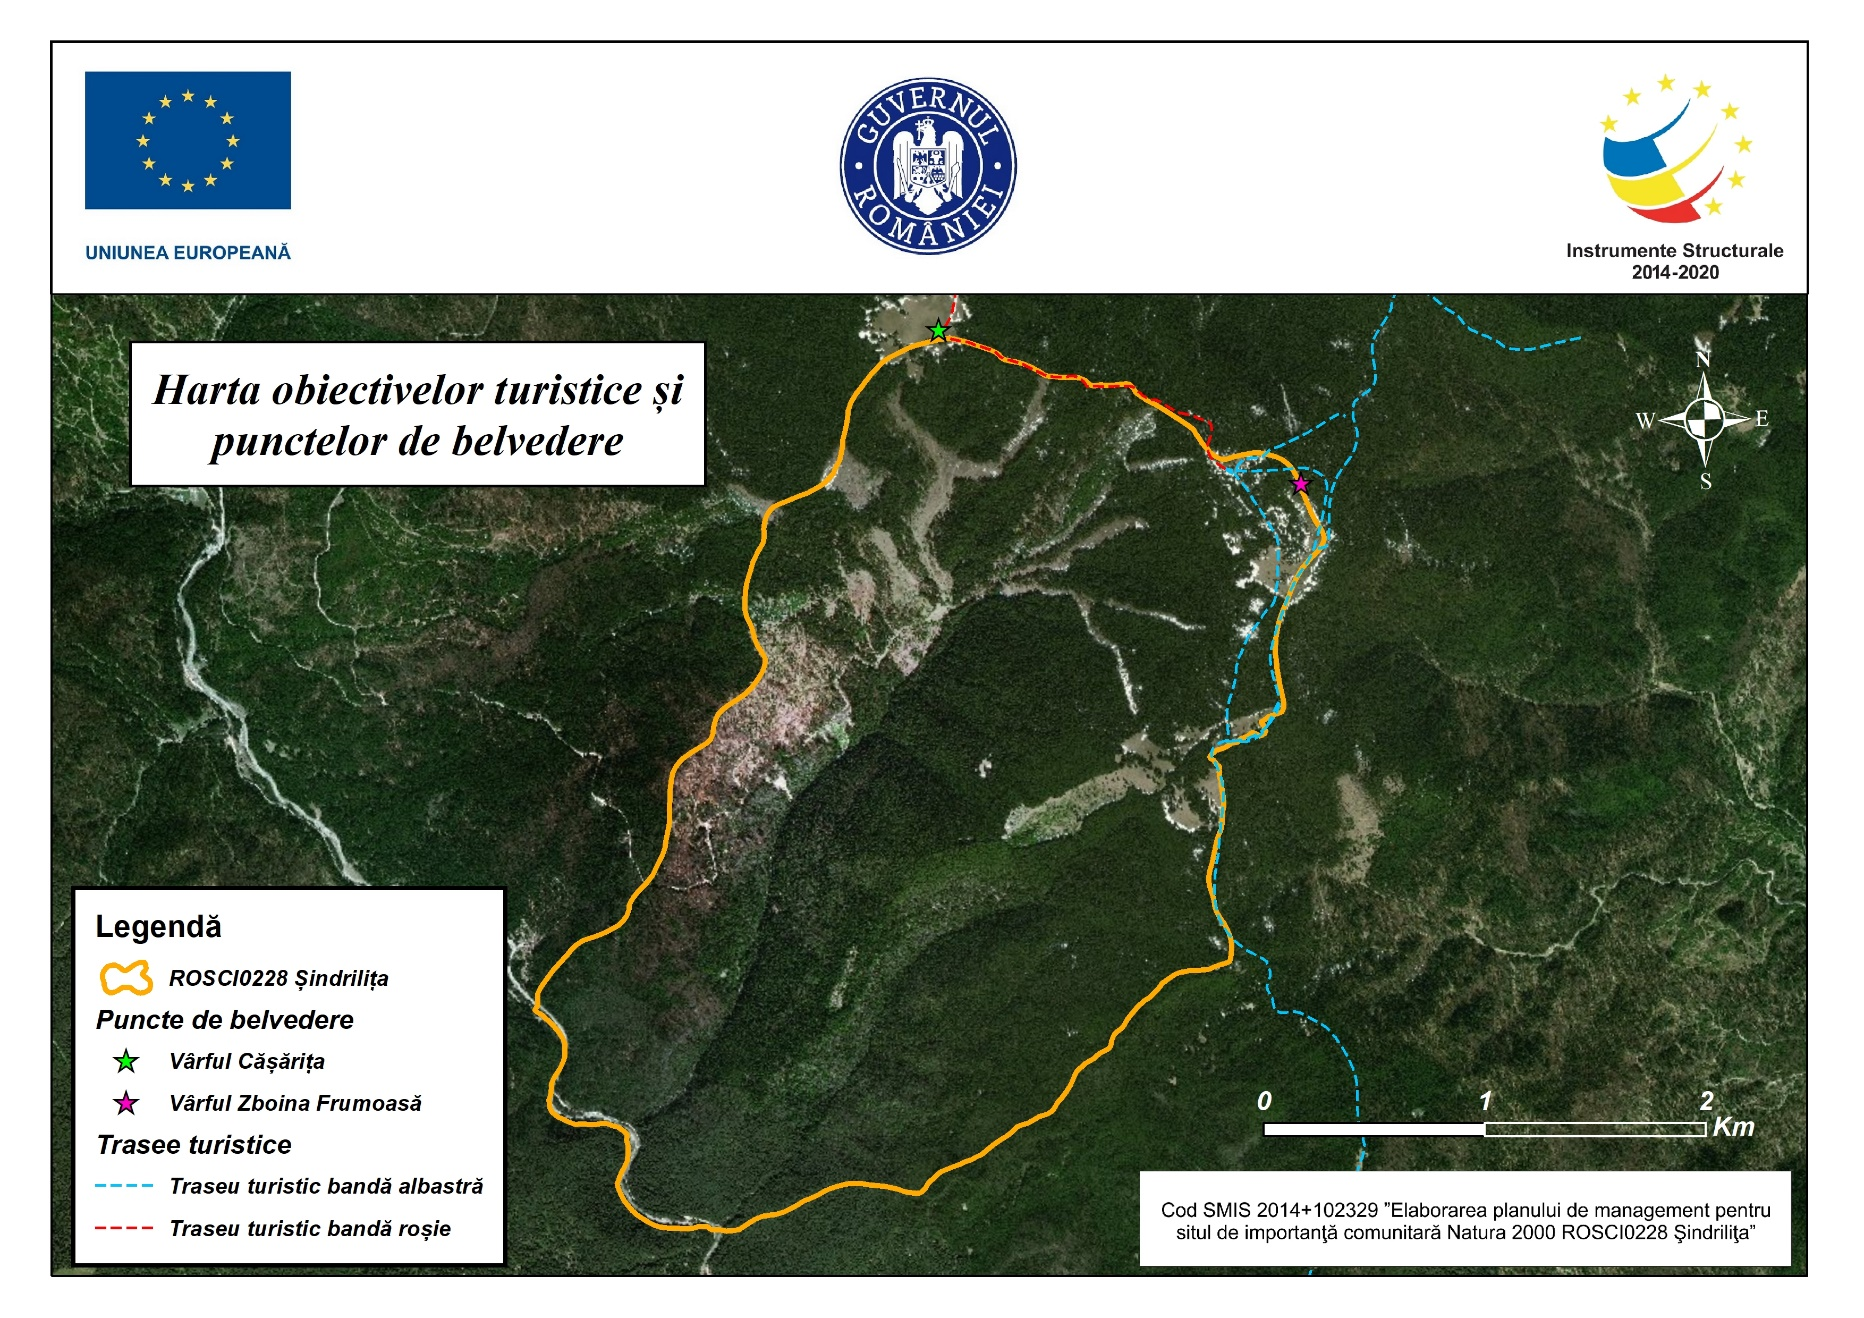 UNIUNEA EUROPEANĂ
GUVERNUL
ROMÂNIEI
Instrumente Structurale
2014-2020
Harta obiectivelor turistice și
punctelor de belvedere
N
W
E
S
Legendă
ROSCI0228 Șindrilița
Puncte de belvedere
Vârful Cășărița
Vârful Zboina Frumoasă
Trasee turistice
Traseu turistic bandă albastră
Traseu turistic bandă roșie
0 1 2
Km
Cod SMIS 2014+102329 ”Elaborarea planului de management pentru
situl de importanţă comunitară Natura 2000 ROSCI0228 Şindriliţa”